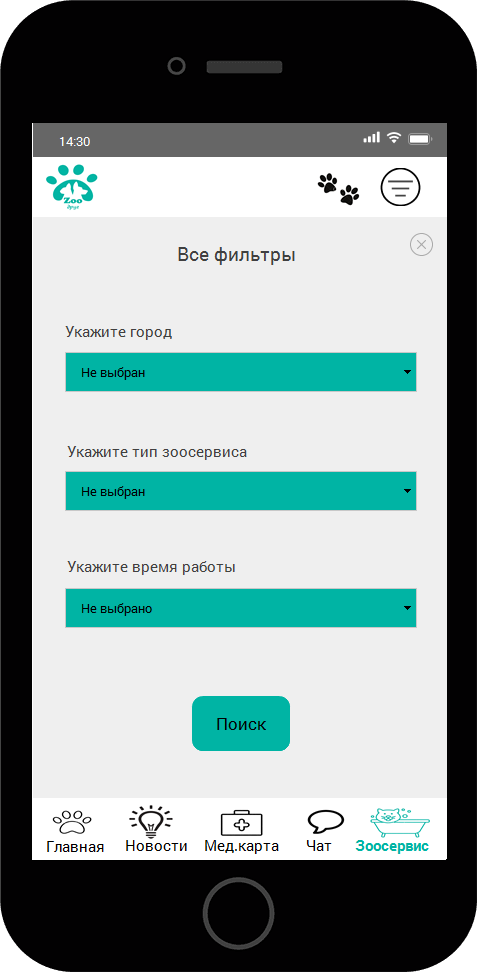 14:30
Zoo
друг
Все фильтры
Укажите город
Не выбран
Укажите тип зоосервиса
Не выбран
Укажите время работы
Не выбрано
Поиск
Главная
Новости
Мед.карта
Чат
Зоосервис